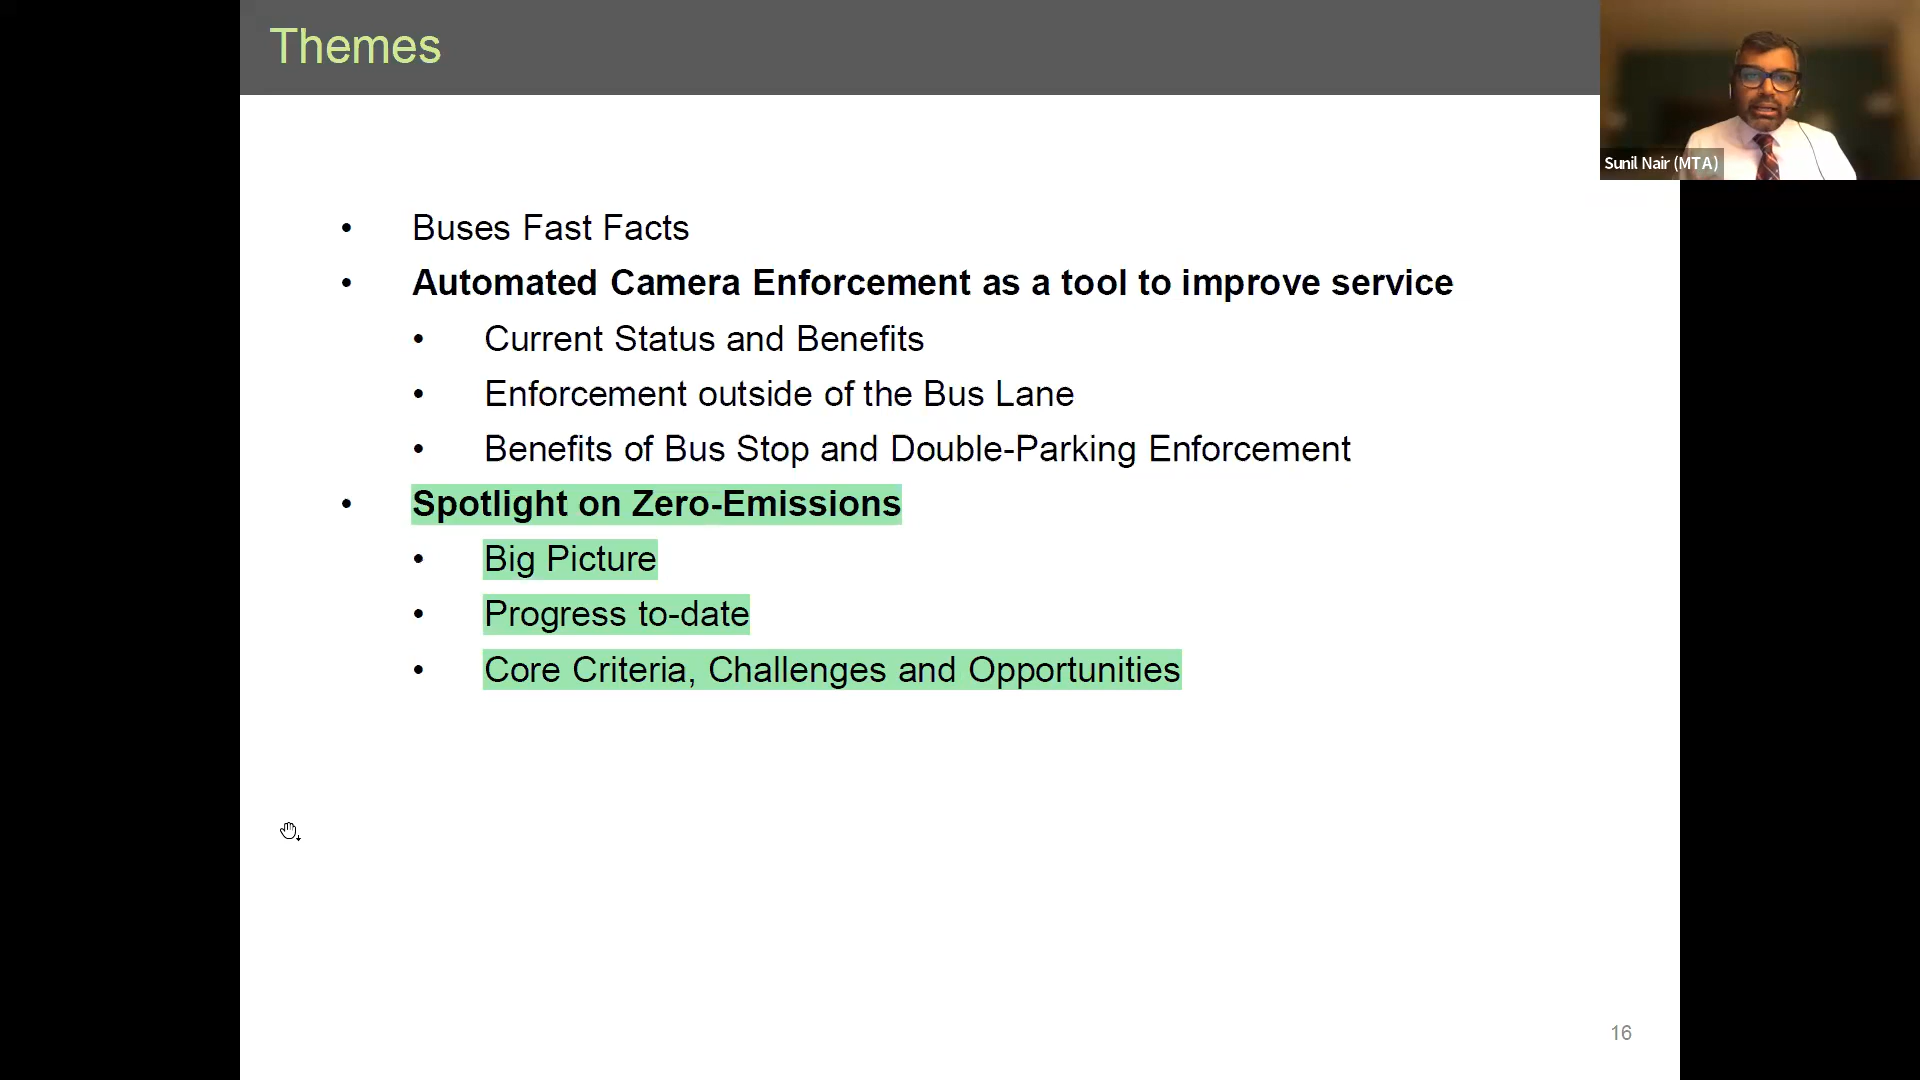 Themes
Sunil Nair (MTA)
• Buses Fast Facts
• Automated Camera Enforcement as a tool to improve service
• Current Status and Benefits
• Enforcement outside of the Bus Lane
• Benefits of Bus Stop and Double-Parking Enforcement
• Spotlight on Zero-Emissions
• Big Picture
• Progress to-date
• Core Criteria, Challenges and Opportunities
16